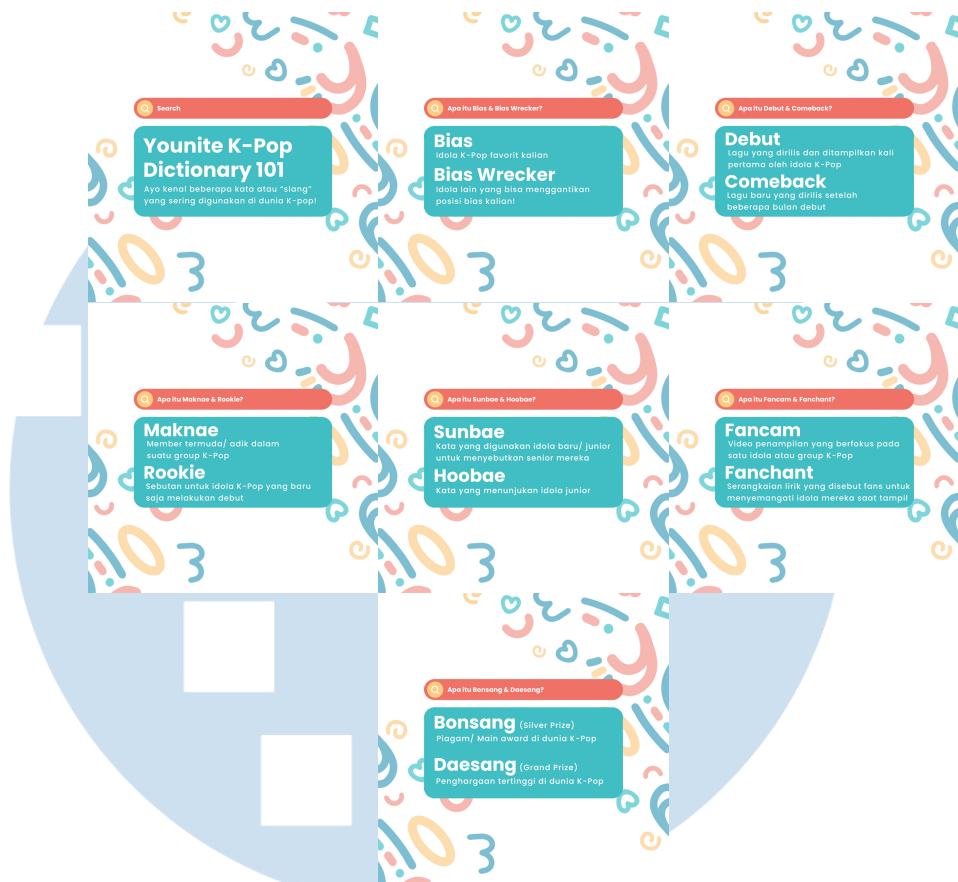 Search
Younite K-Pop
Dictionary 101
Ayo kenal beberapa kata atau “slang”
yang sering digunakan di dunia K-pop!
Apa itu Bias & Bias Wrecker?
Bias
Idola K-Pop favorit kalian
Bias Wrecker
Idola lain yang bisa menggantikan
posisi bias kalian!
Apa itu Debut & Comeback?
Debut
Lagu yang dirilis dan ditampilkan kali
pertama oleh idola K-Pop
Comeback
Lagu baru yang dirilis setelah
beberapa bulan debut
Apa itu Maknae & Rookie?
Maknae
Member termuda/ adik dalam
suatu group K-Pop
Rookie
Sebutan untuk idola K-Pop yang baru
saja melakukan debut
Apa itu Sunbae & Hoobae?
Sunbae
Kata yang digunakan idola baru/ junior
untuk menyebutkan senior mereka
Hoobae
Kata yang menunjukan idola junior
Apa itu Fancam & Fanchant?
Fancam
Video penampilan yang berfokus pada
satu idola atau group K-Pop
Fanchant
Serangkaian lirik yang disebut fans untuk
menyemangati idola mereka saat tampil
Apa itu Bonsang & Daesang?
Bonsang (Silver Prize)
Piagam/ Main award di dunia K-Pop
Daesang (Grand Prize)
Penghargaan tertinggi di dunia K-Pop